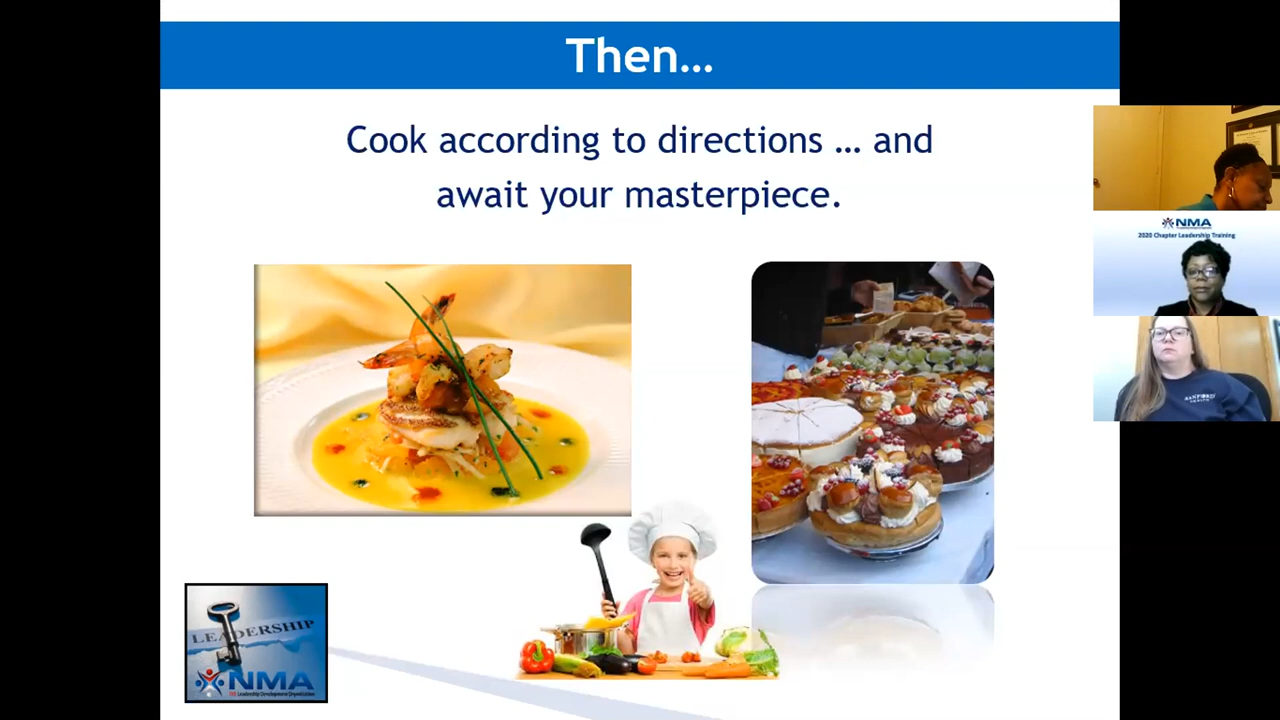 Then…
Cook according to directions … and
await your masterpiece.
NMA
2020 Chapter Leadership Training
LEADERSHIP
NMA
THE Leadership Development Organization